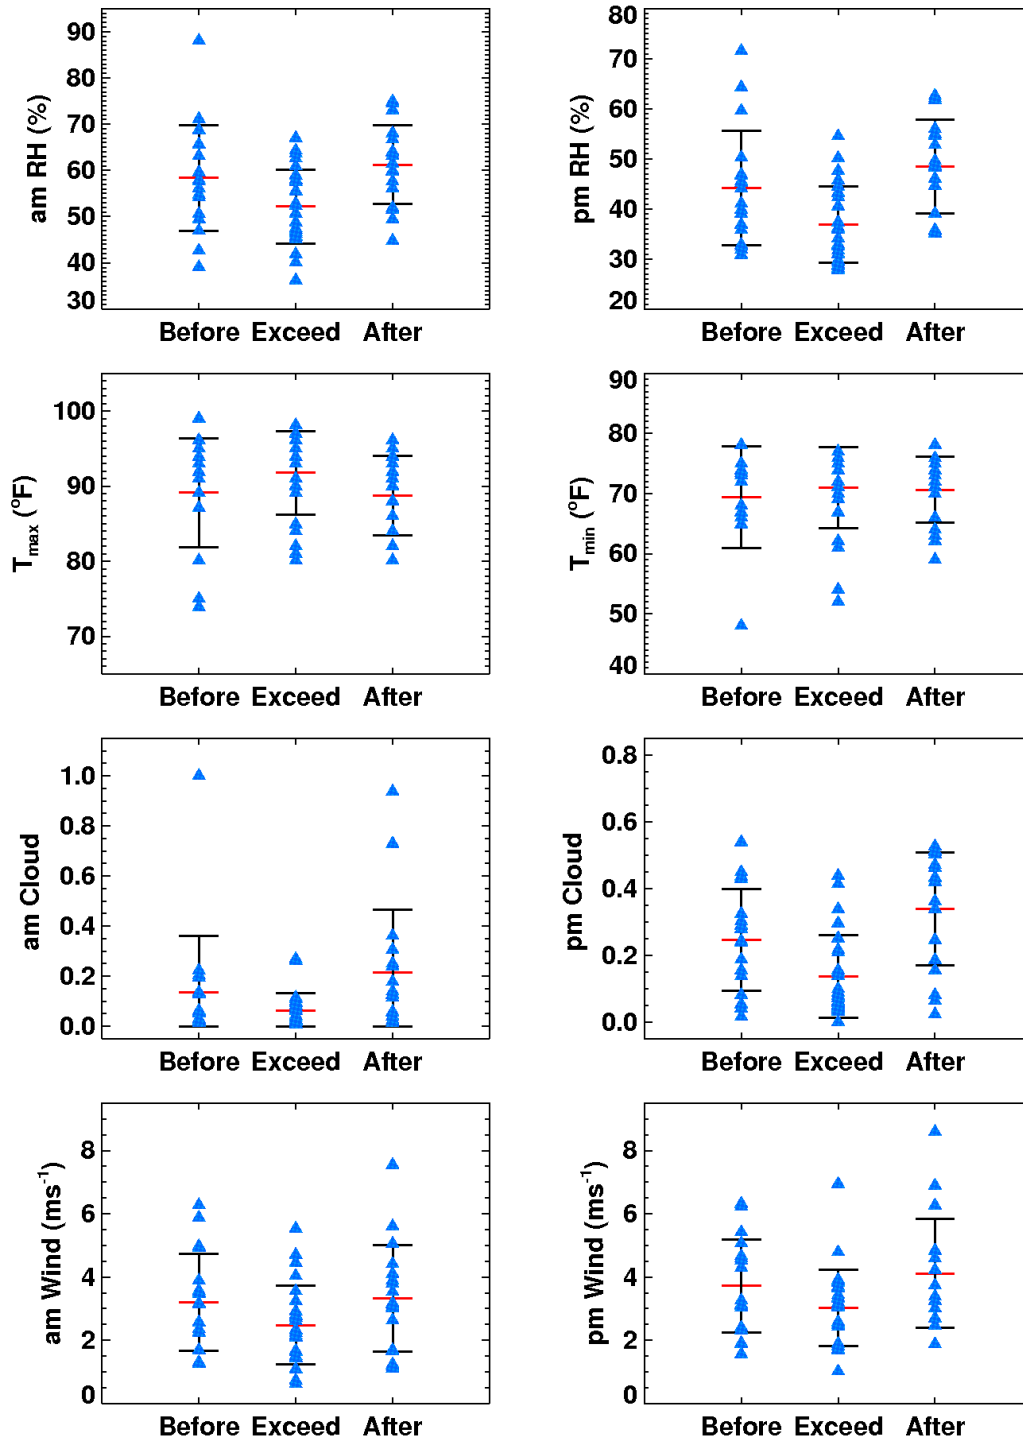 am RH (%)
90
80
70
60
50
40
30
Before Exceed After
pm RH (%)
80
70
60
50
40
30
20
Before Exceed After
Tmax (°F)
100
90
80
70
Before Exceed After
Tmin (°F)
90
80
70
60
50
40
Before Exceed After
am Cloud
1.0
0.8
0.6
0.4
0.2
0.0
Before Exceed After
pm Cloud
0.8
0.6
0.4
0.2
0.0
Before Exceed After
am Wind (ms⁻¹)
8
6
4
2
0
Before Exceed After
pm Wind (ms⁻¹)
8
6
4
2
0
Before Exceed After